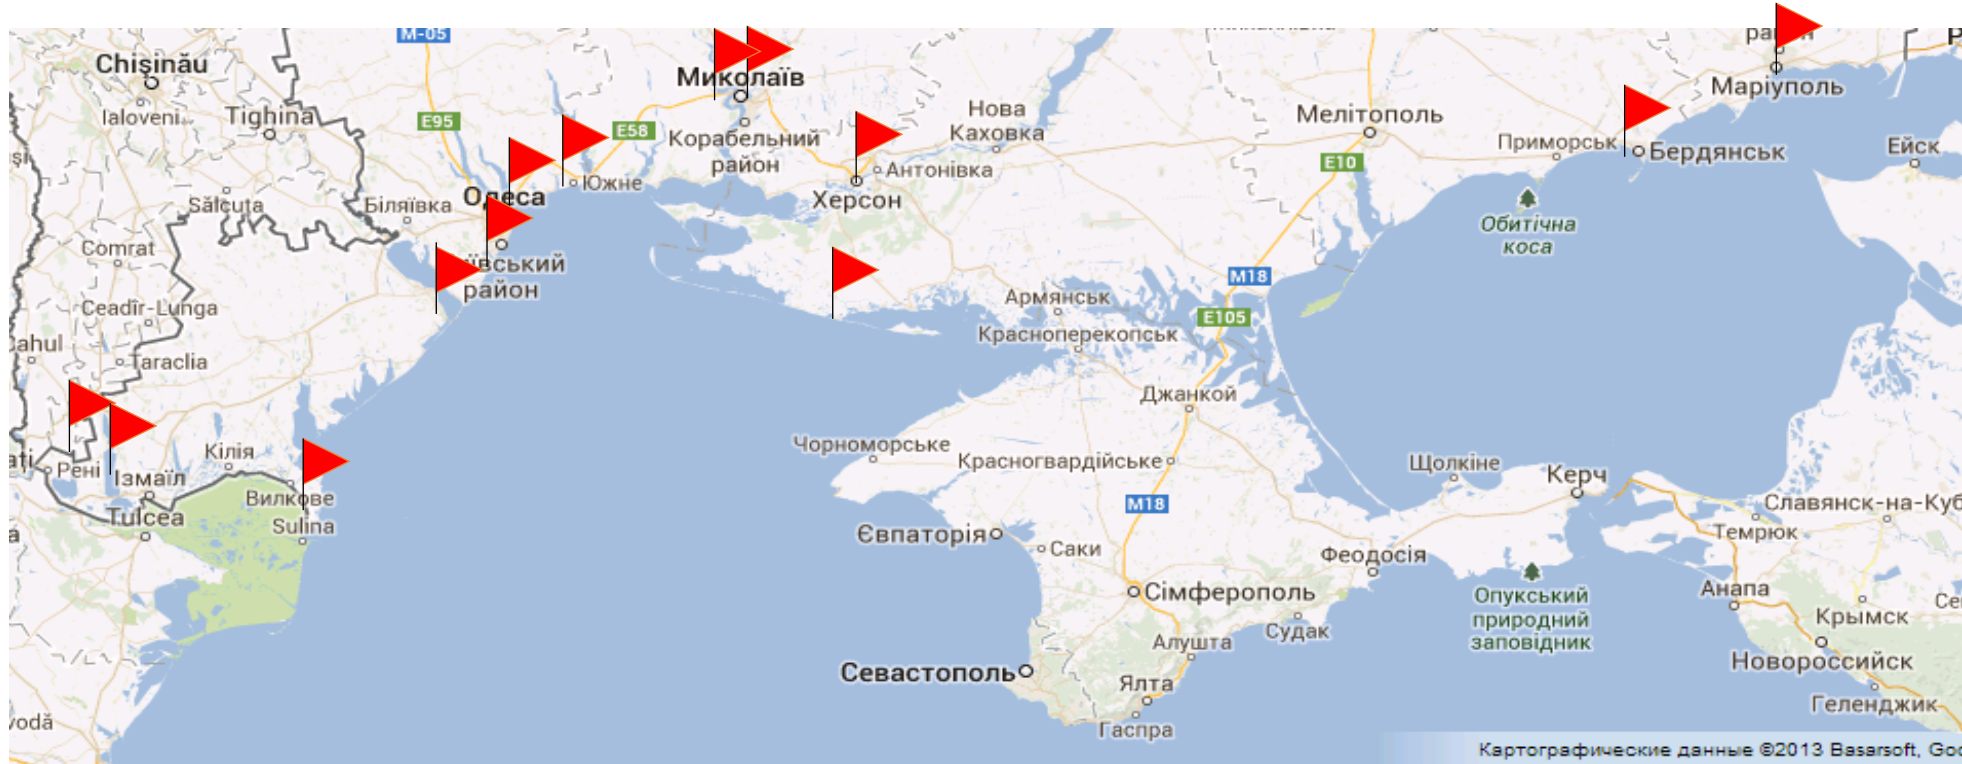 M-05
Chișinău
Миколаїв
Маріуполь
Ialoveni
Tighina
E95
E58
Нова
Каховка
Мелітополь
Корабельний
район
Приморськ
Бердянськ
Ейск
Южне
Антонівка
E10
Sălcuța
Біляївка
Одеса
Херсон
Обитічна
коса
Comrat
район
M18
Ceadîr-Lunga
Армянськ
E105
Красноперекопськ
Taraclia
Джанкой
Рені
Кілія
Чорноморське
Красногвардійське
Щолкіне
Керч
Ізмаїл
Вилкове
M18
Славянск-на-Куб
Tulcea
Sulina
Євпаторія
Саки
Феодосія
Темрюк
Сімферополь
Опукський
природний
заповідник
Анапа
Крымск
Судак
Алушта
Севастополь
Новороссийск
Ялта
Геленджик
Гаспра
Картографические данные ©2013 Basarsoft, Goo